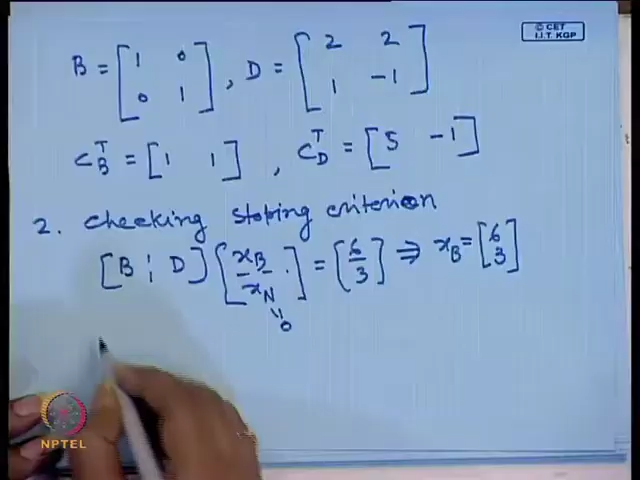 © CET
I.I.T. KGP
B = [1 0; 0 1], D = [2 2; 1 -1]
C_B^T = [1 1], C_D^T = [5 -1]
2. checking stoping criterion
[B ¦ D] [x_B; x_N] = [6; 3] ⇒ x_B = [6; 3]
= 0
NPTEL